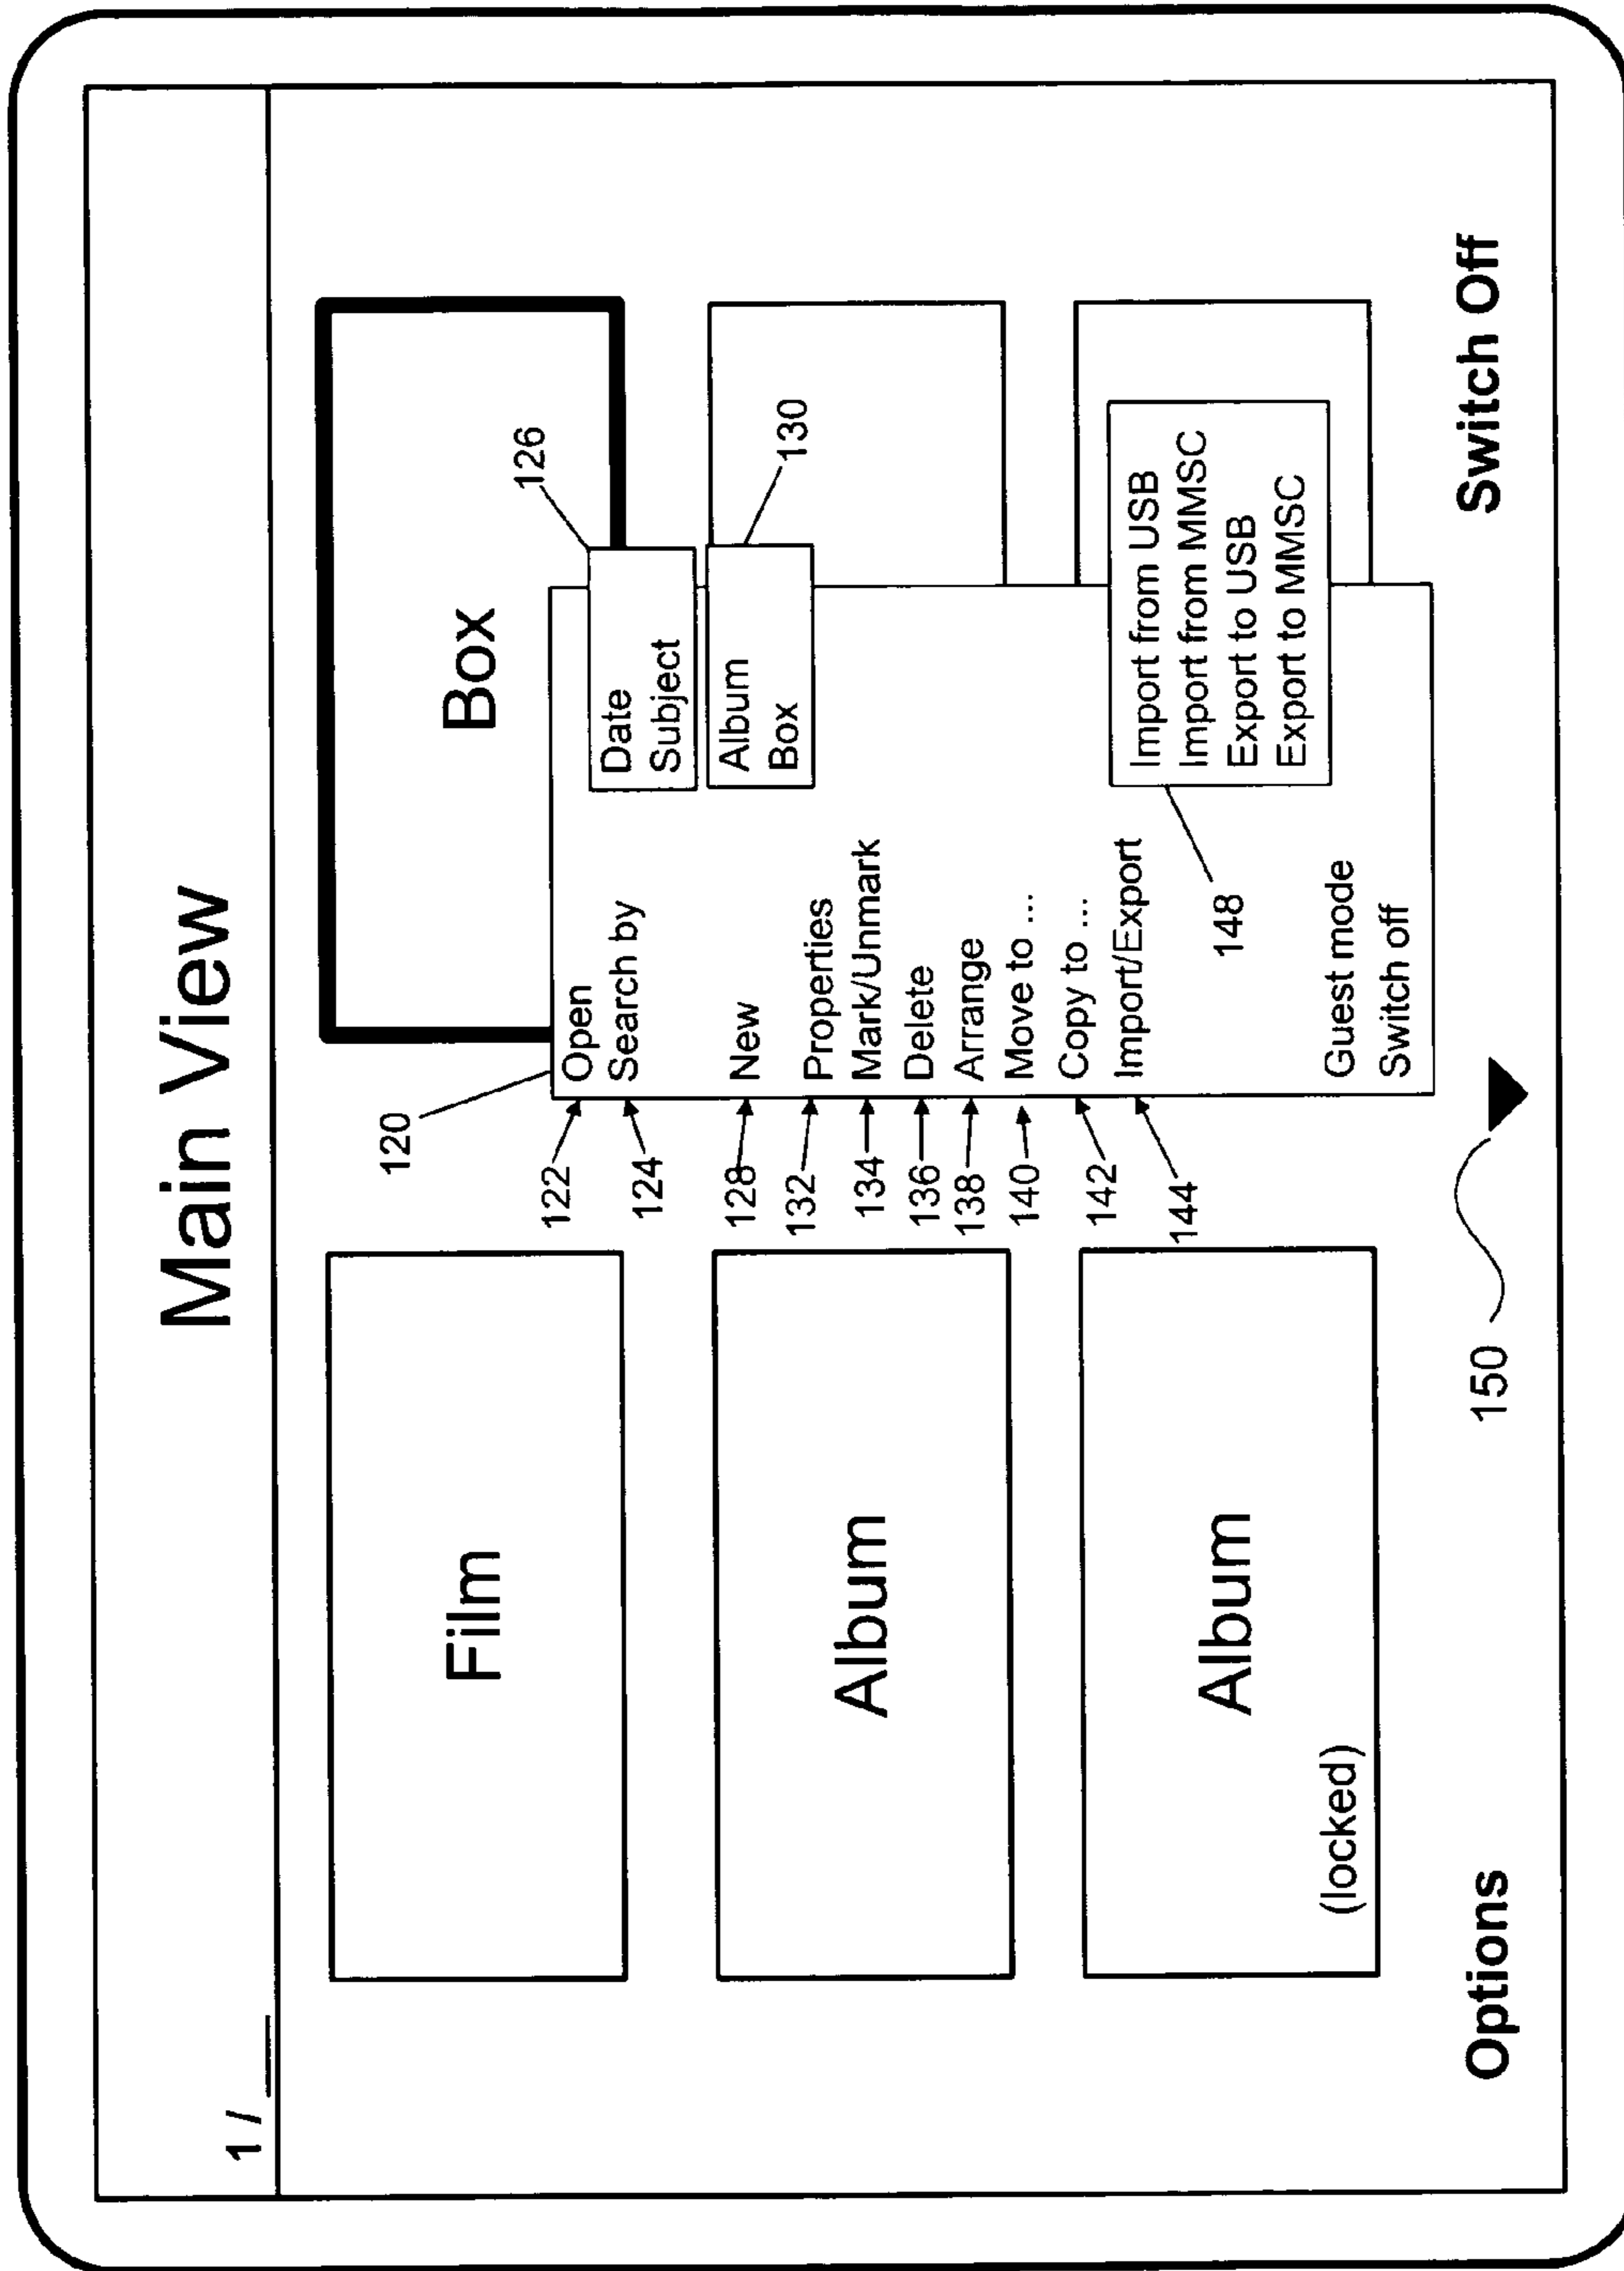 Main View
1 / __
Film
Box
120
122
Open
126
124
Search by
Date
Subject
Album
128
New
Album
Box
130
132
Properties
134
Mark/Unmark
136
Delete
138
Arrange
140
Move to ...
Album
(locked)
142
Copy to ...
144
Import/Export
148
Import from USB
Import from MMSC
Export to USB
Export to MMSC
Guest mode
Switch off
Options
150
Switch Off